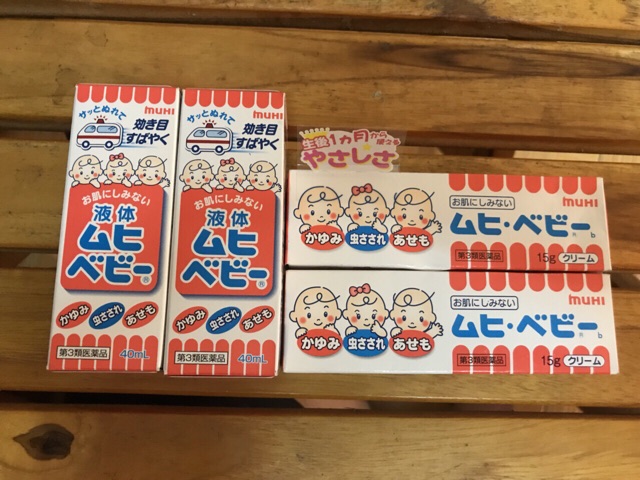 muHI
サッとぬれて
効き目
すばやく
お肌にしみない
液体
ムヒ
ベビー®
かゆみ
虫さされ
あせも
第3類医薬品
40mL
muHI
サッとぬれて
効き目
すばやく
お肌にしみない
液体
ムヒ
ベビー®
かゆみ
虫さされ
あせも
第3類医薬品
40mL
生後1ヵ月から使える
やさしさ
muHI
お肌にしみない
ムヒ・ベビー®b
かゆみ
虫さされ
あせも
第3類医薬品
15g クリーム
muHI
お肌にしみない
ムヒ・ベビー®b
かゆみ
虫さされ
あせも
第3類医薬品
15g クリーム